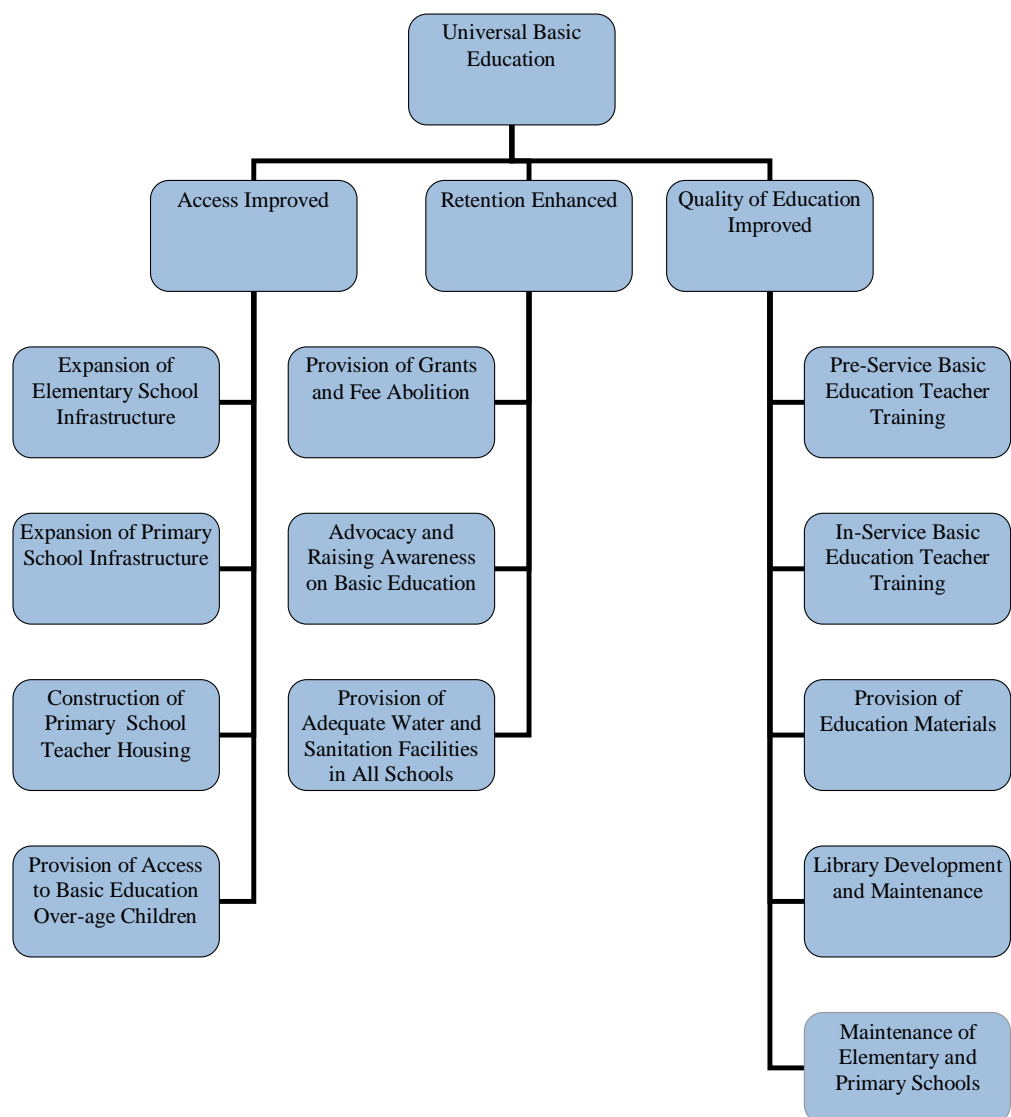 Universal Basic
Education
Access Improved
Retention Enhanced
Quality of Education
Improved
Expansion of
Elementary School
Infrastructure
Expansion of Primary
School Infrastructure
Construction of
Primary School
Teacher Housing
Provision of Access
to Basic Education
Over-age Children
Provision of Grants
and Fee Abolition
Advocacy and
Raising Awareness
on Basic Education
Provision of
Adequate Water and
Sanitation Facilities
in All Schools
Pre-Service Basic
Education Teacher
Training
In-Service Basic
Education Teacher
Training
Provision of
Education Materials
Library Development
and Maintenance
Maintenance of
Elementary and
Primary Schools